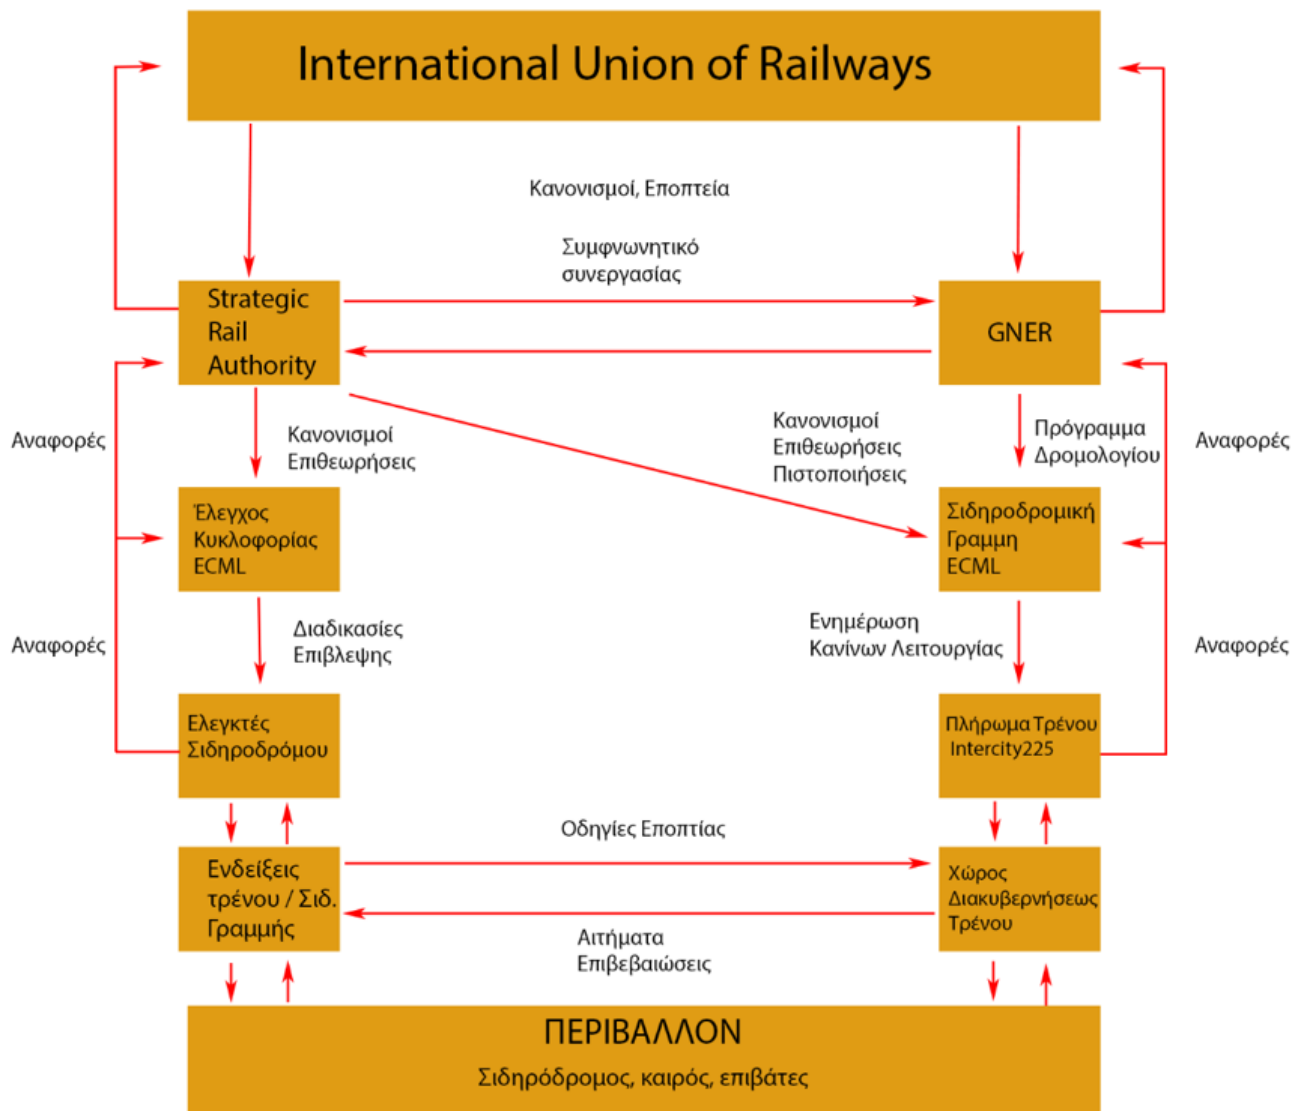 International Union of Railways
Κανονισμοί, Εποπτεία
Συμφνωνητικό
συνεργασίας
Strategic
Rail
Authority
GNER
Αναφορές
Κανονισμοί
Επιθεωρήσεις
Κανονισμοί
Επιθεωρήσεις
Πιστοποιήσεις
Πρόγραμμα
Δρομολογίου
Αναφορές
Έλεγχος
Κυκλοφορίας
ECML
Σιδηροδρομική
Γραμμη
ECML
Αναφορές
Διαδικασίες
Επιβλεψης
Ενημέρωση
Κανίνων Λειτουργίας
Αναφορές
Ελεγκτές
Σιδηροδρόμου
Πλήρωμα Τρένου
Intercity225
Οδηγίες Εποπτίας
Ενδείξεις
τρένου / Σιδ.
Γραμμής
Χώρος
Διακυβερνήσεως
Τρένου
Αιτήματα
Επιβεβαιώσεις
ΠΕΡΙΒΑΛΛΟΝ
Σιδηρόδρομος, καιρός, επιβάτες